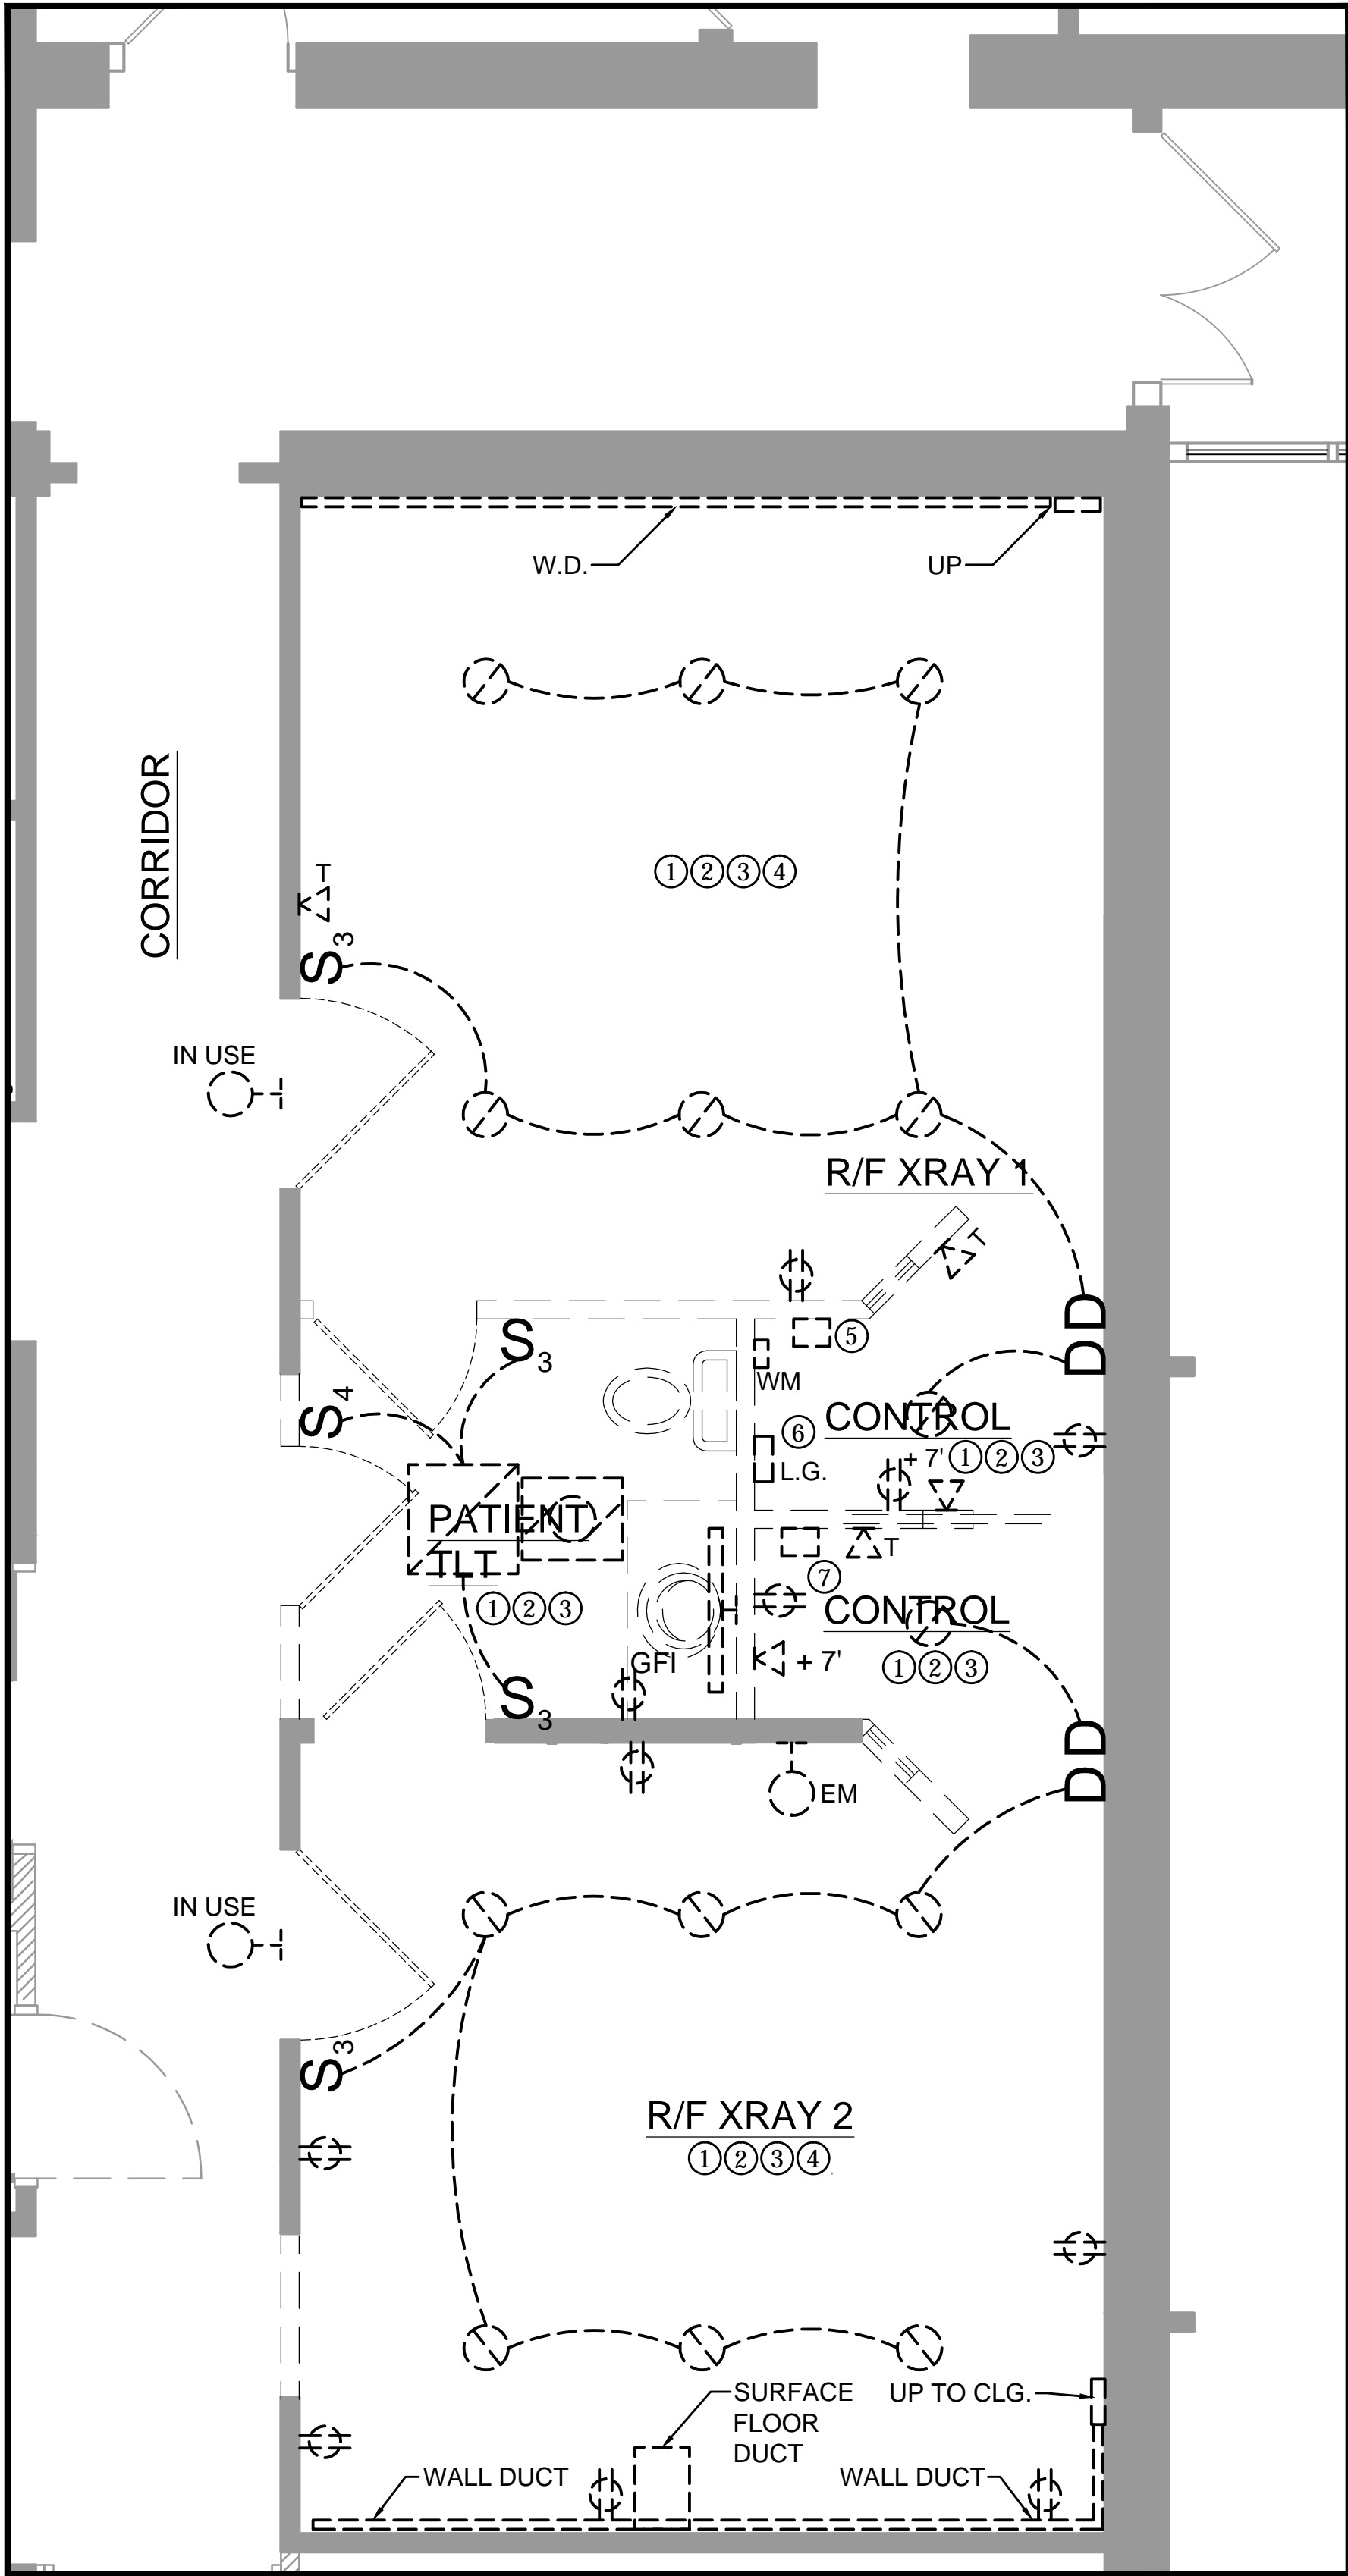 W.D.
UP
CORRIDOR
①②③④
T
S3
IN USE
R/F XRAY 1
T
D
D
S3
⑤
WM
S4
⑥
CONTROL
+ 7' ①②③
L.G.
PATIENT
TLT
①②③
T
⑦
CONTROL
①②③
GFI
+ 7'
S3
D
D
EM
IN USE
S3
R/F XRAY 2
①②③④
SURFACE
FLOOR
DUCT
UP TO CLG.
WALL DUCT
WALL DUCT